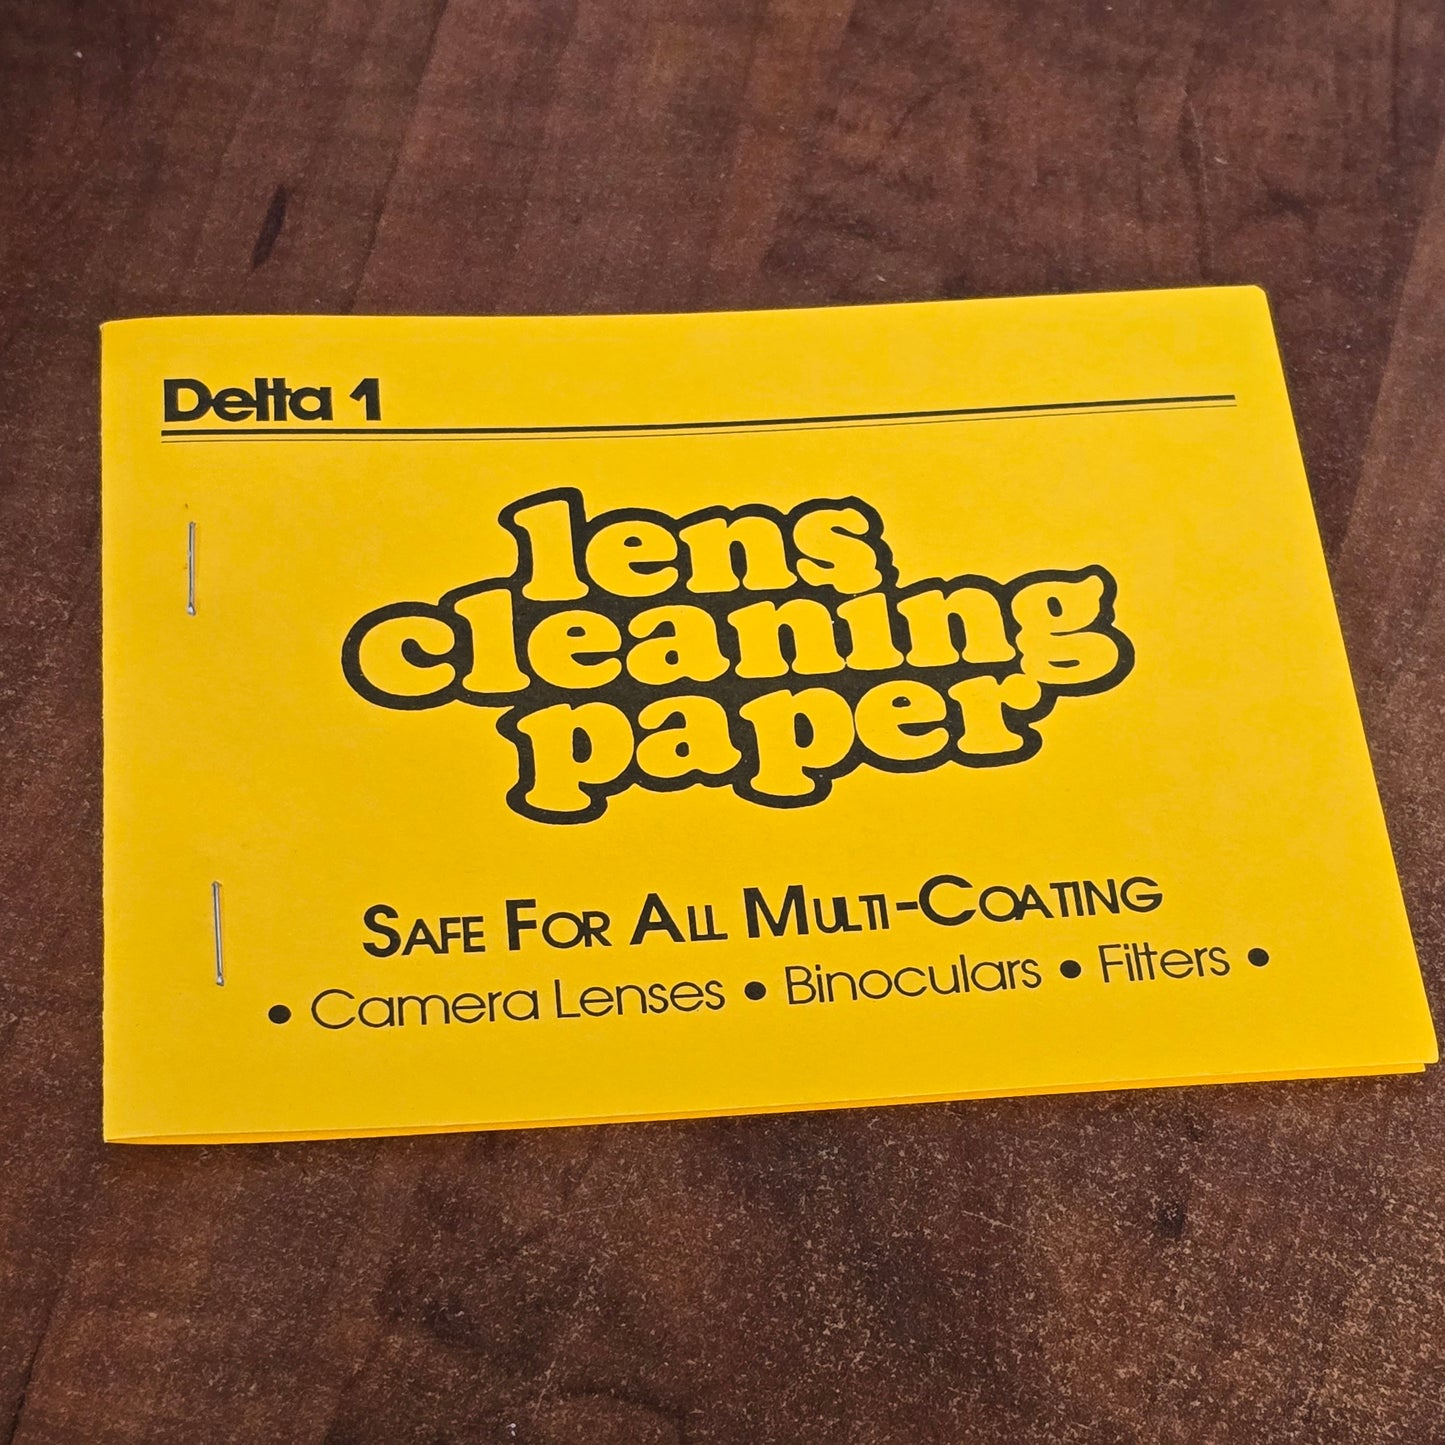 Delta 1
lens
cleaning
paper
SAFE FOR ALL MULTI-COATING
• Camera Lenses • Binoculars • Filters •